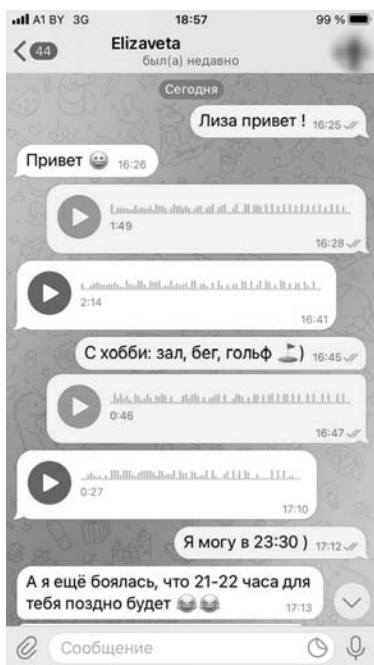 A1 BY 3G 18:57 99 %
44 Elizaveta
был(а) недавно
Сегодня
Лиза привет ! 16:25
Привет 😀 16:26
1:49
16:28
2:14
16:41
С хобби: зал, бег, гольф ⛳) 16:45
0:46
16:47
0:27
17:10
Я могу в 23:30 ) 17:12
А я ещё боялась, что 21-22 часа для
тебя поздно будет 😂😂 17:13
Сообщение